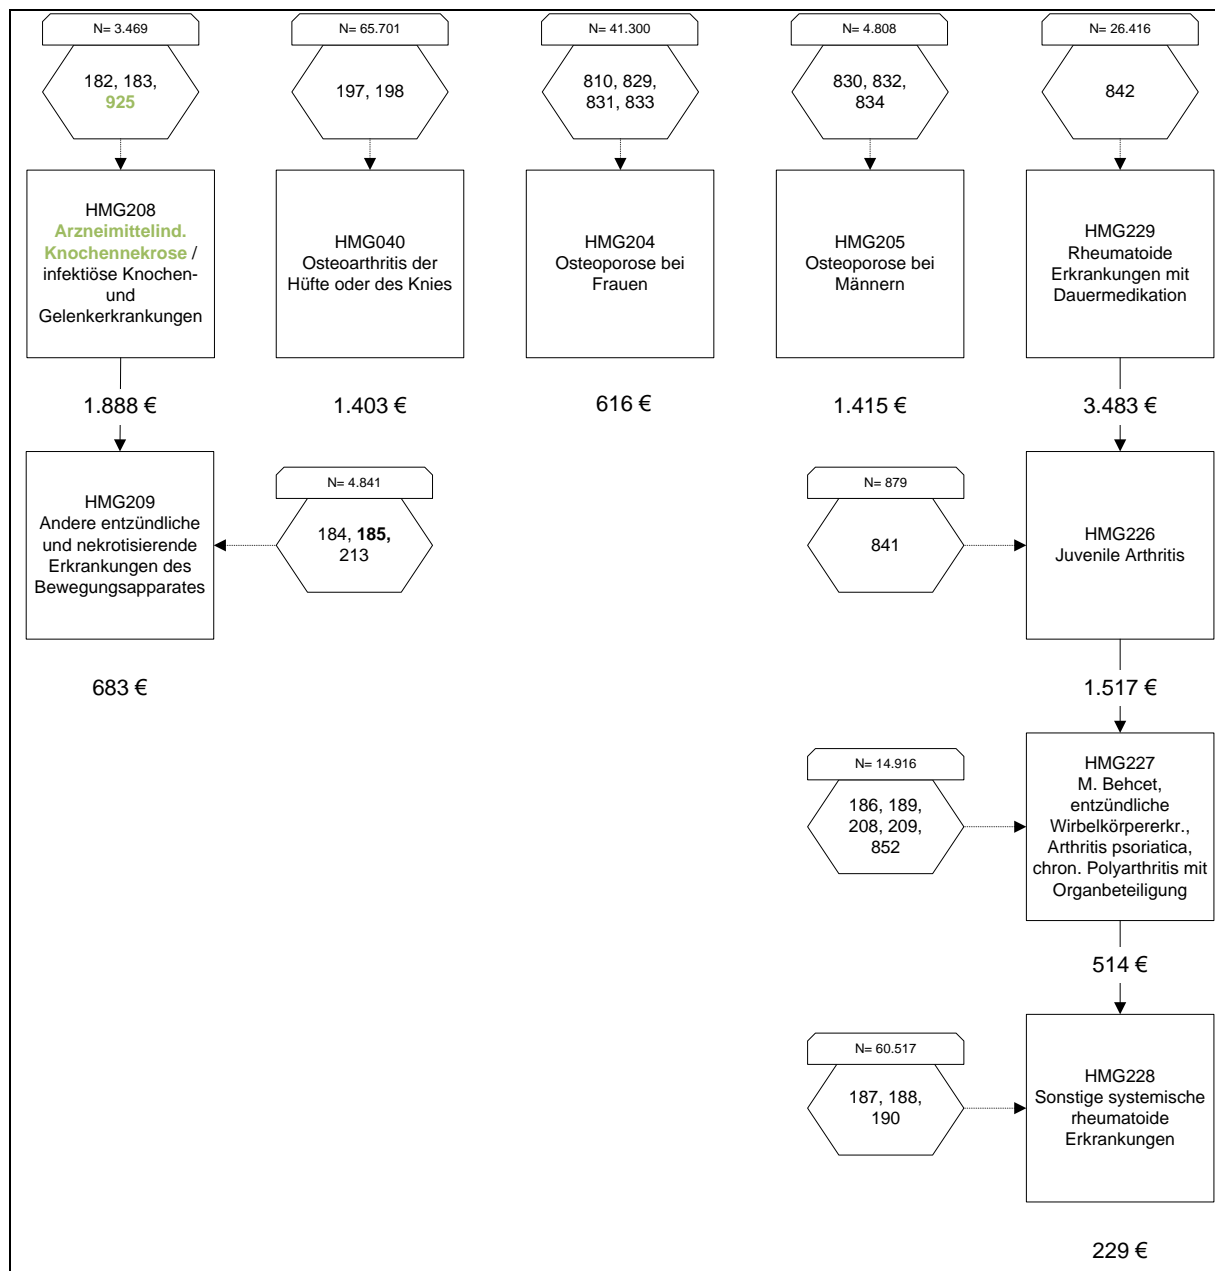 N= 3.469
182, 183,
925
HMG208
Arzneimittelind.
Knochennekrose /
infektiöse Knochen-
und
Gelenkerkrankungen
1.888 €
HMG209
Andere entzündliche
und nekrotisierende
Erkrankungen des
Bewegungsapparates
683 €
N= 4.841
184, 185,
213
N= 65.701
197, 198
HMG040
Osteoarthritis der
Hüfte oder des Knies
1.403 €
N= 41.300
810, 829,
831, 833
HMG204
Osteoporose bei
Frauen
616 €
N= 4.808
830, 832,
834
HMG205
Osteoporose bei
Männern
1.415 €
N= 26.416
842
HMG229
Rheumatoide
Erkrankungen mit
Dauermedikation
3.483 €
N= 879
841
HMG226
Juvenile Arthritis
1.517 €
N= 14.916
186, 189,
208, 209,
852
HMG227
M. Behcet,
entzündliche
Wirbelkörpererkr.,
Arthritis psoriatica,
chron. Polyarthritis mit
Organbeteiligung
514 €
N= 60.517
187, 188,
190
HMG228
Sonstige systemische
rheumatoide
Erkrankungen
229 €